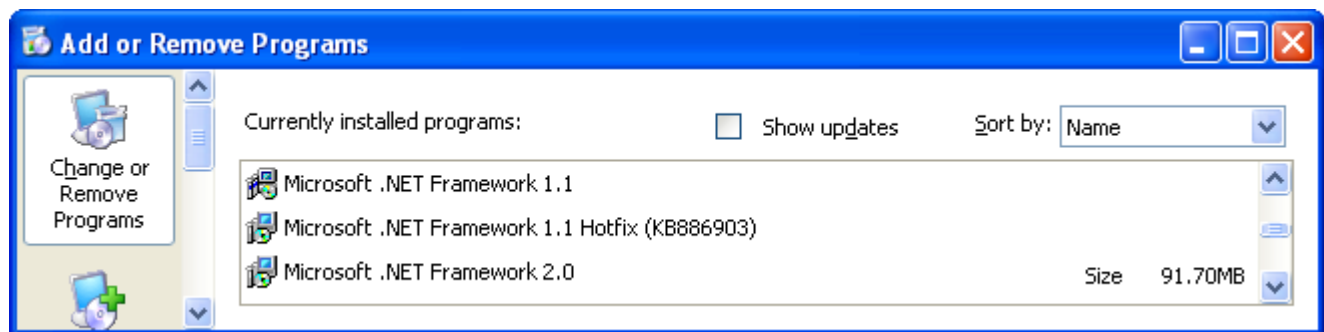 Add or Remove Programs
Change or
Remove
Programs
Currently installed programs:
Show updates
Sort by: Name
Microsoft .NET Framework 1.1
Microsoft .NET Framework 1.1 Hotfix (KB886903)
Microsoft .NET Framework 2.0 Size 91.70MB